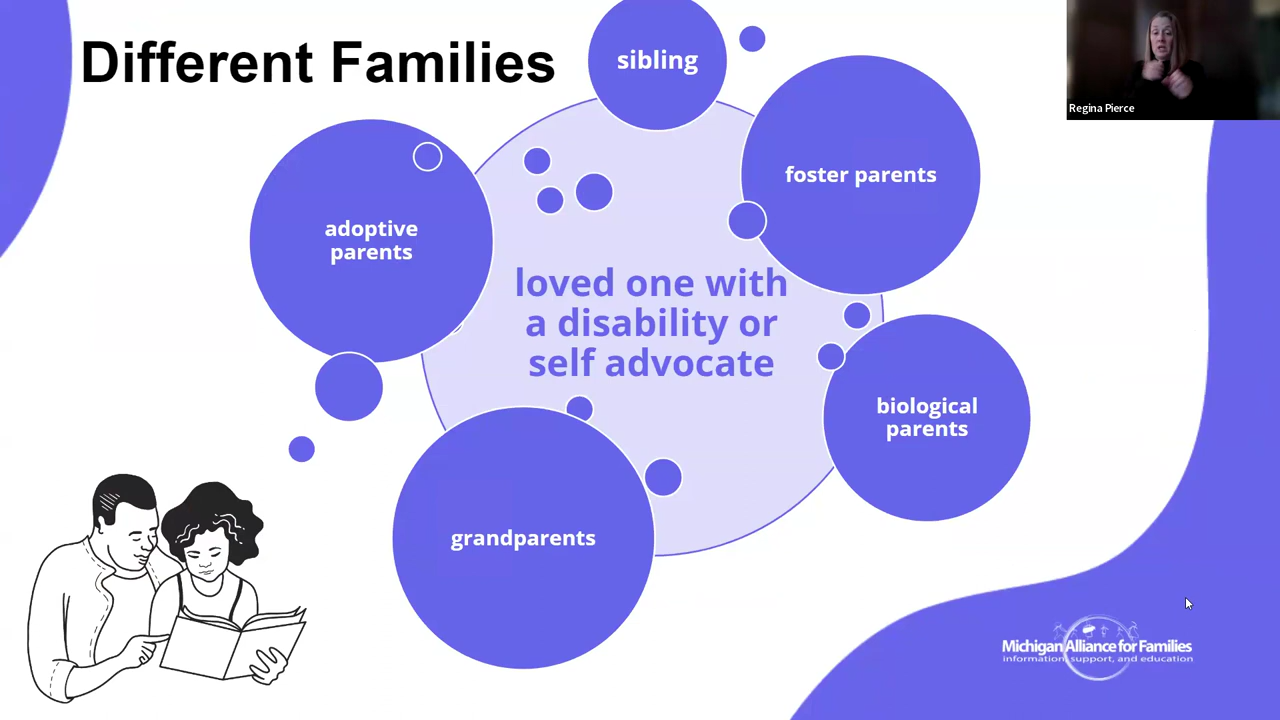 Different Families
sibling
Regina Pierce
foster parents
adoptive
parents
loved one with
a disability or
self advocate
biological
parents
grandparents
Michigan Alliance for Families
information, support, and education